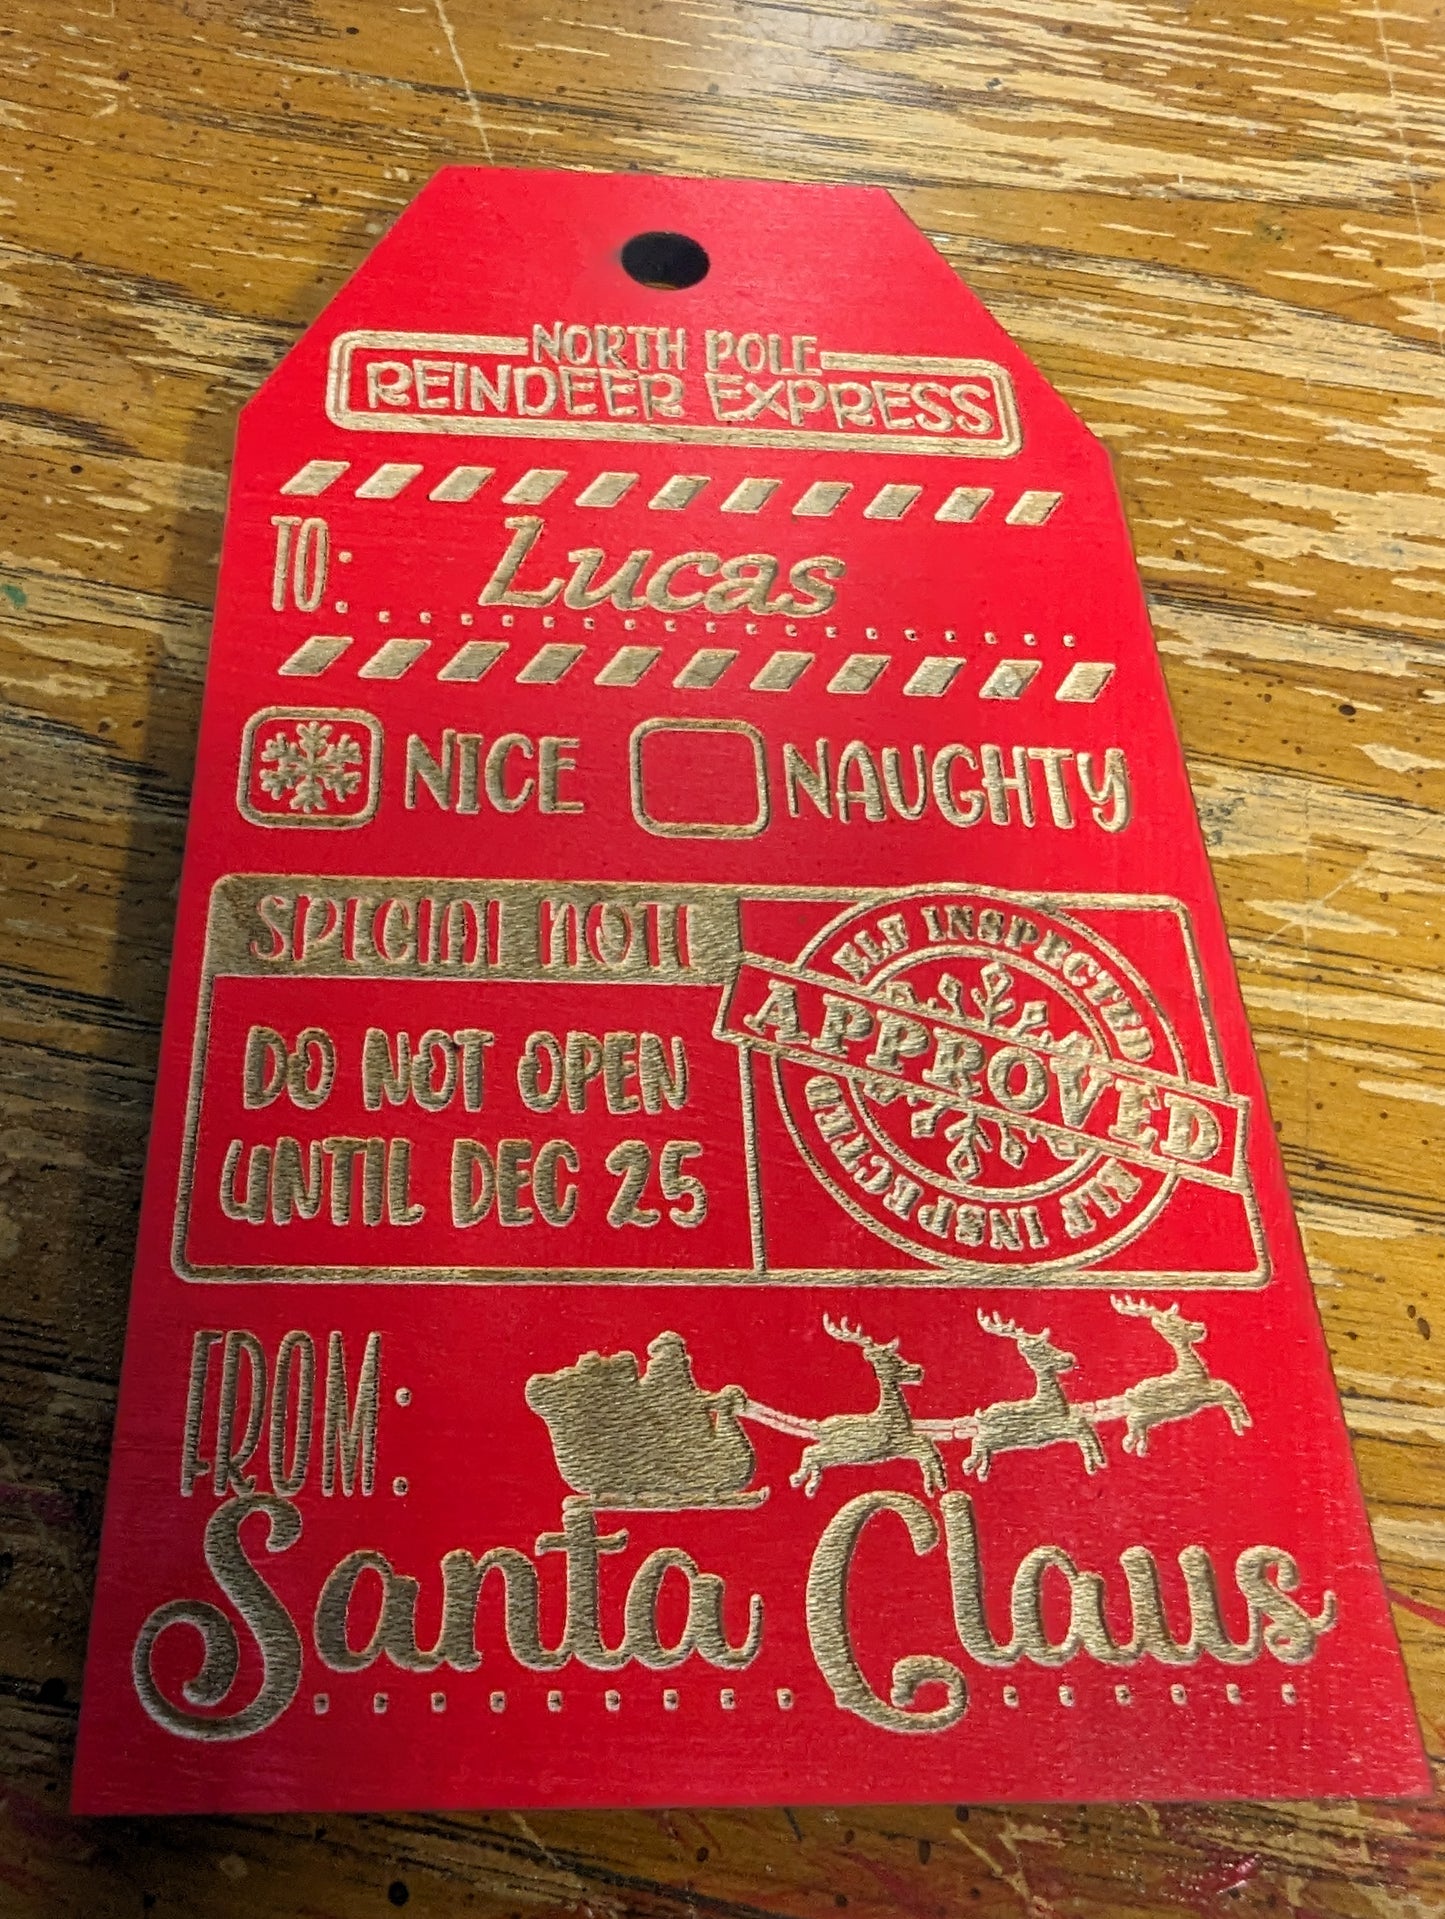 NORTH POLE
REINDEER EXPRESS
TO: Lucas
NICE NAUGHTY
SPECIAL NOTE
DO NOT OPEN
UNTIL DEC 25
ELF INSPECTED
APPROVED
ELF INSPECTED
FROM:
Santa Claus